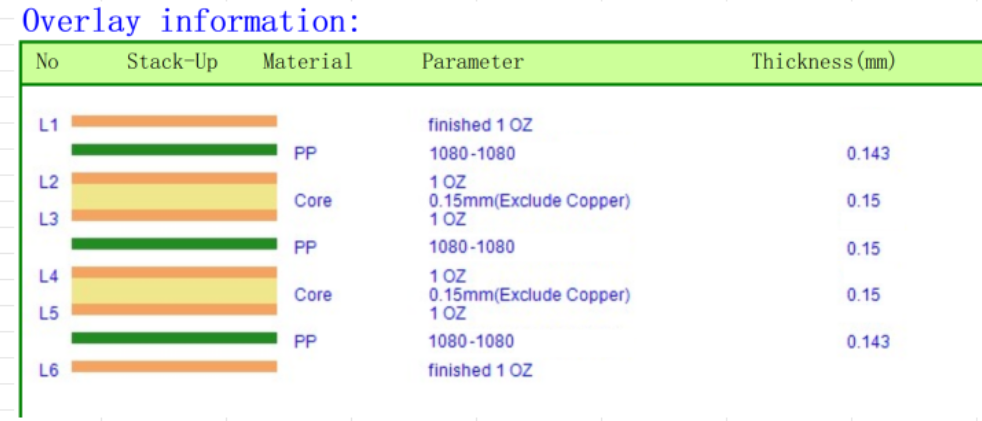 Overlay information:
No Stack-Up Material Parameter Thickness(mm)
L1 finished 1 OZ
PP 1080-1080 0.143
L2 1 OZ
Core 0.15mm(Exclude Copper) 0.15
L3 1 OZ
PP 1080-1080 0.15
L4 1 OZ
Core 0.15mm(Exclude Copper) 0.15
L5 1 OZ
PP 1080-1080 0.143
L6 finished 1 OZ